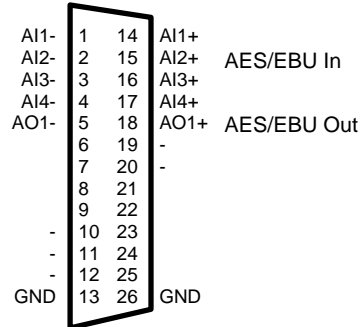 AI1- 1 14 AI1+
AI2- 2 15 AI2+ AES/EBU In
AI3- 3 16 AI3+
AI4- 4 17 AI4+
AO1- 5 18 AO1+ AES/EBU Out
6 19 -
7 20 -
8 21
9 22
- 10 23
- 11 24
- 12 25
GND 13 26 GND